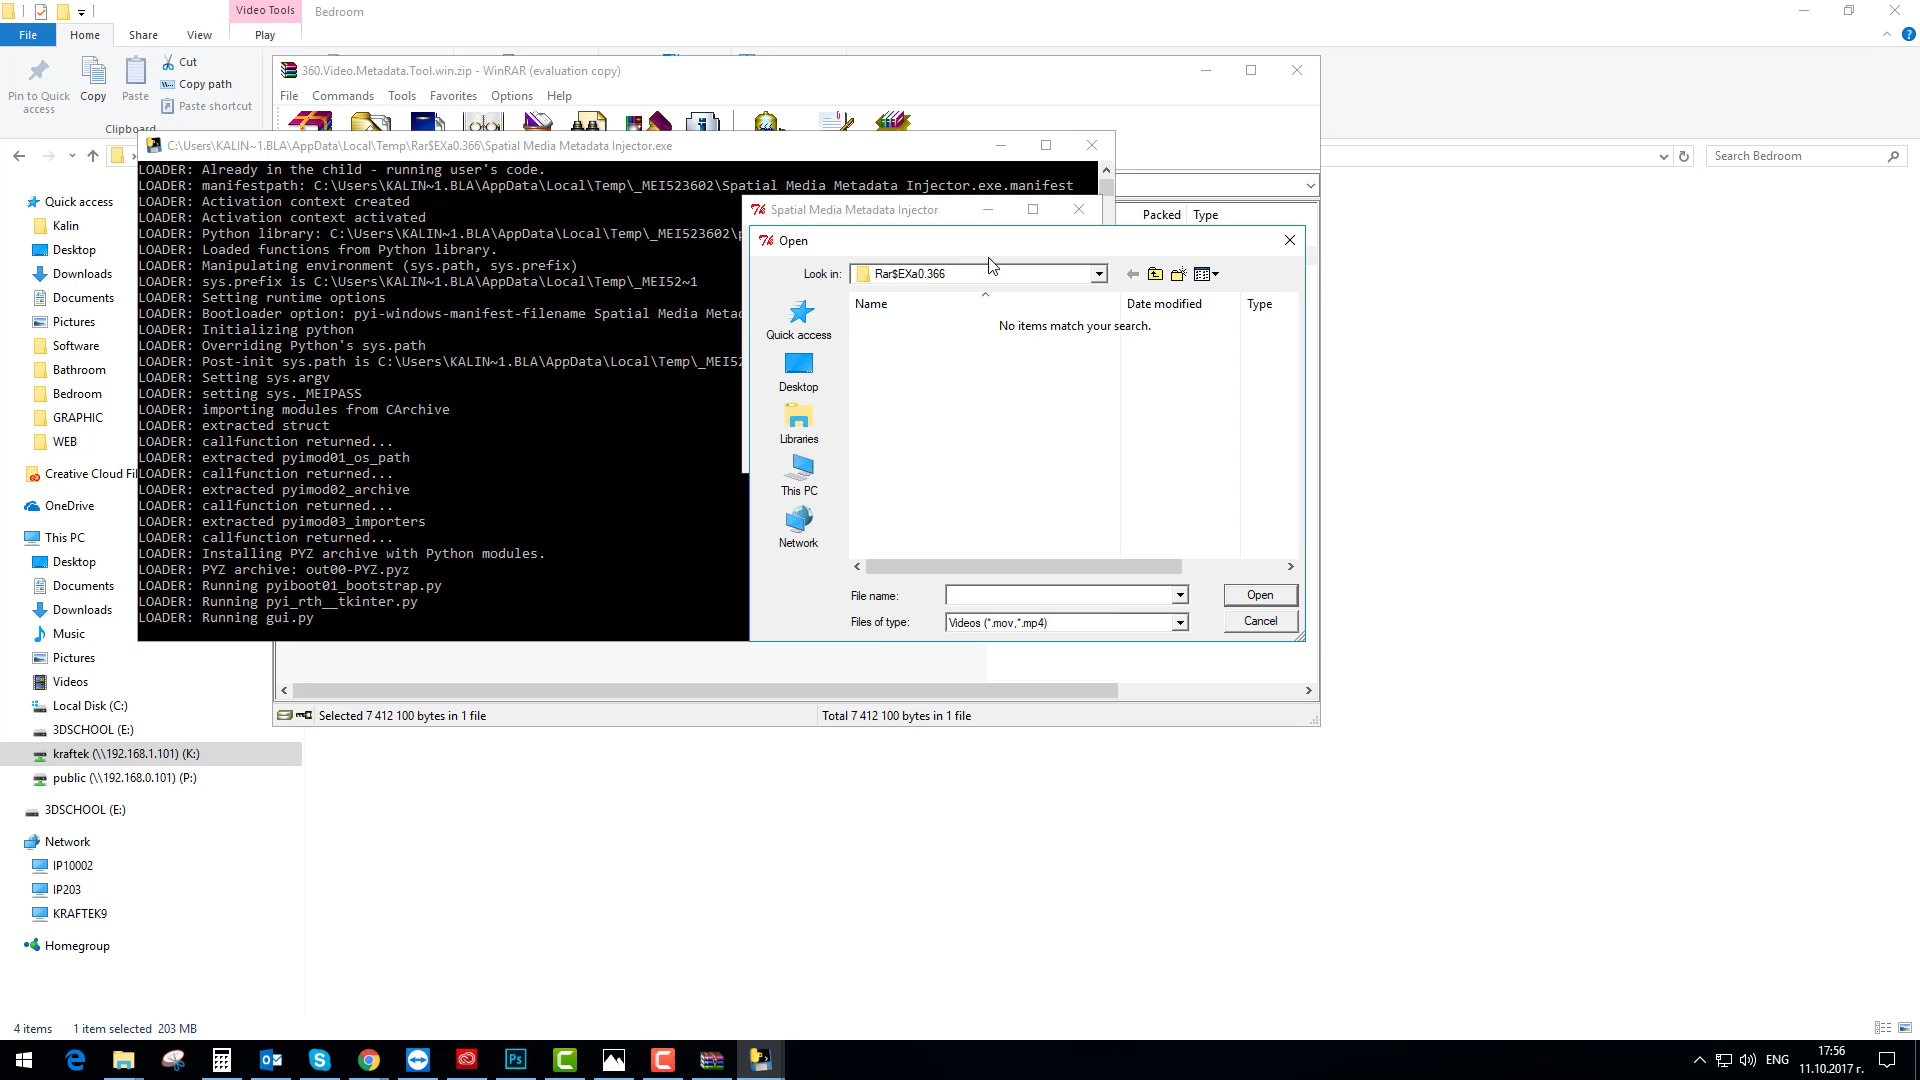 Video Tools
Bedroom
File
Home
Share
View
Play
Pin to Quick access
Copy
Paste
Cut
Copy path
Paste shortcut
Clipboard
Search Bedroom
Quick access
Kalin
Desktop
Downloads
Documents
Pictures
Software
Bathroom
Bedroom
GRAPHIC
WEB
Creative Cloud Fil
OneDrive
This PC
Desktop
Documents
Downloads
Music
Pictures
Videos
Local Disk (C:)
3DSCHOOL (E:)
kraftek (\\192.168.1.101) (K:)
public (\\192.168.0.101) (P:)
3DSCHOOL (E:)
Network
IP10002
IP203
KRAFTEK9
Homegroup
4 items
1 item selected 203 MB
360.Video.Metadata.Tool.win.zip - WinRAR (evaluation copy)
File
Commands
Tools
Favorites
Options
Help
Packed
Type
Selected 7 412 100 bytes in 1 file
Total 7 412 100 bytes in 1 file
C:\Users\KALIN~1.BLA\AppData\Local\Temp\Rar$EXa0.366\Spatial Media Metadata Injector.exe
LOADER: Already in the child - running user's code.
LOADER: manifestpath: C:\Users\KALIN~1.BLA\AppData\Local\Temp\_MEI523602\Spatial Media Metadata Injector.exe.manifest
LOADER: Activation context created
LOADER: Activation context activated
LOADER: Python library: C:\Users\KALIN~1.BLA\AppData\Local\Temp\_MEI523602\p
LOADER: Loaded functions from Python library.
LOADER: Manipulating environment (sys.path, sys.prefix)
LOADER: sys.prefix is C:\Users\KALIN~1.BLA\AppData\Local\Temp\_MEI52~1
LOADER: Setting runtime options
LOADER: Bootloader option: pyi-windows-manifest-filename Spatial Media Metad
LOADER: Initializing python
LOADER: Overriding Python's sys.path
LOADER: Post-init sys.path is C:\Users\KALIN~1.BLA\AppData\Local\Temp\_MEI52
LOADER: Setting sys.argv
LOADER: setting sys._MEIPASS
LOADER: importing modules from CArchive
LOADER: extracted struct
LOADER: callfunction returned...
LOADER: extracted pyimod01_os_path
LOADER: callfunction returned...
LOADER: extracted pyimod02_archive
LOADER: callfunction returned...
LOADER: extracted pyimod03_importers
LOADER: callfunction returned...
LOADER: Installing PYZ archive with Python modules.
LOADER: PYZ archive: out00-PYZ.pyz
LOADER: Running pyiboot01_bootstrap.py
LOADER: Running pyi_rth__tkinter.py
LOADER: Running gui.py
Spatial Media Metadata Injector
Open
Look in:
Rar$EXa0.366
Quick access
Desktop
Libraries
This PC
Network
Name
Date modified
Type
No items match your search.
File name:
Open
Files of type:
Videos (*.mov,*.mp4)
Cancel
ENG
17:56
11.10.2017 г.